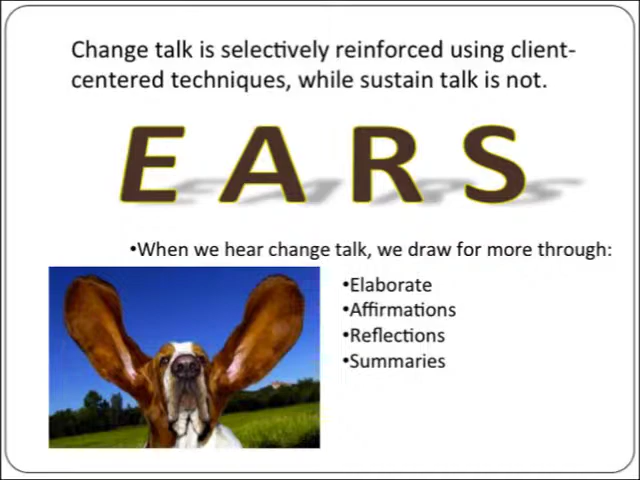 Change talk is selectively reinforced using client-
centered techniques, while sustain talk is not.
E A R S
•When we hear change talk, we draw for more through:
•Elaborate
•Affirmations
•Reflections
•Summaries